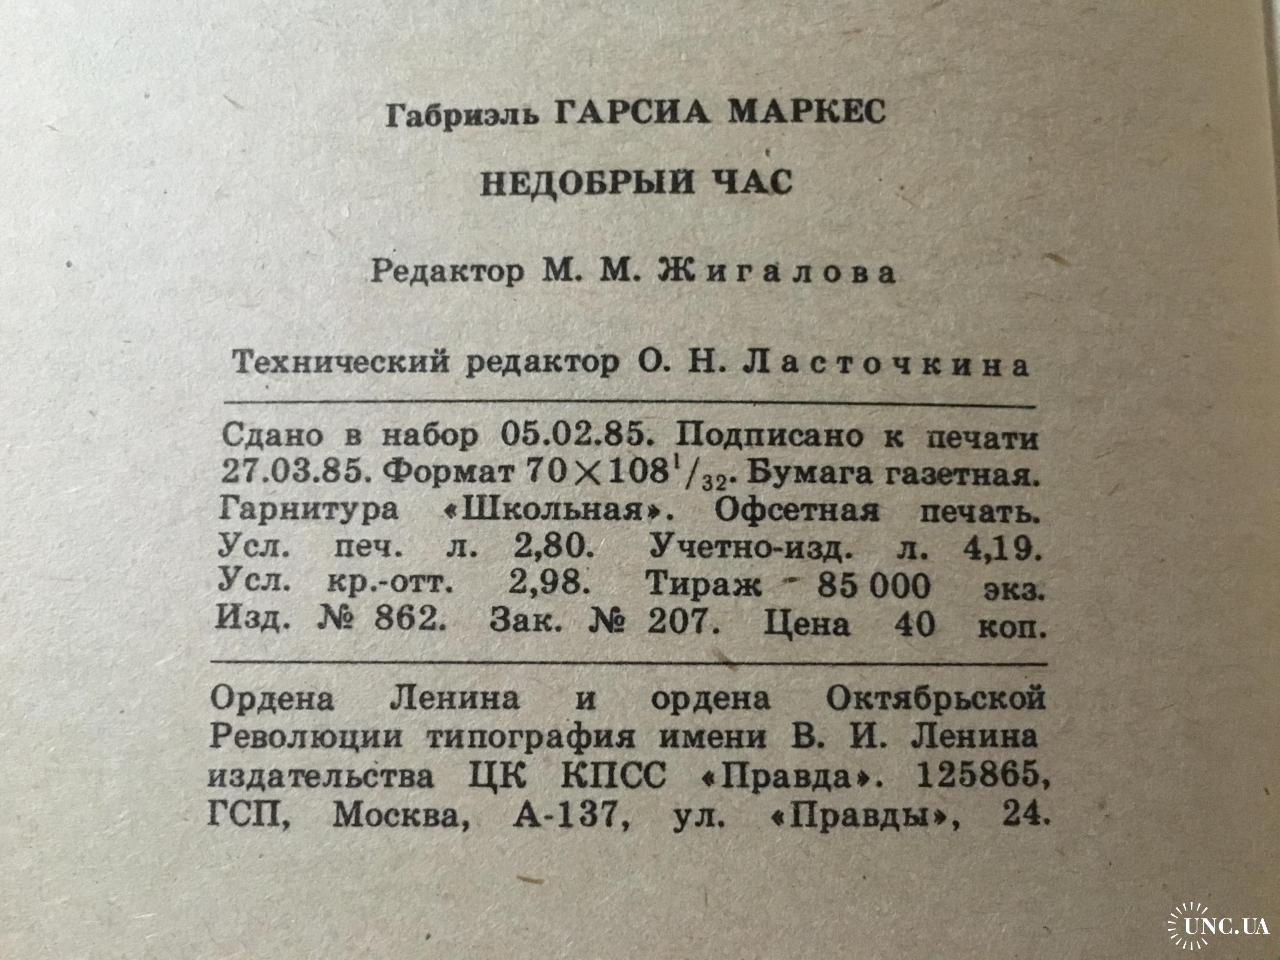 Габриэль ГАРСИА МАРКЕС
НЕДОБРЫЙ ЧАС
Редактор М. М. Жигалова
Технический редактор О. Н. Ласточкина
Сдано в набор 05.02.85. Подписано к печати
27.03.85. Формат 70×108¹/₃₂. Бумага газетная.
Гарнитура «Школьная». Офсетная печать.
Усл. печ. л. 2,80. Учетно-изд. л. 4,19.
Усл. кр.-отт. 2,98. Тираж 85 000 экз.
Изд. № 862. Зак. № 207. Цена 40 коп.
Ордена Ленина и ордена Октябрьской
Революции типография имени В. И. Ленина
издательства ЦК КПСС «Правда». 125865,
ГСП, Москва, А-137, ул. «Правды», 24.
UNC.UA